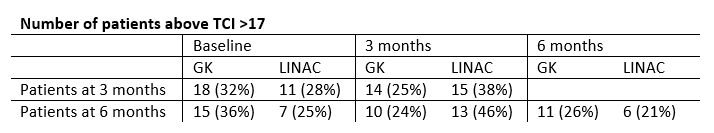 Number of patients above TCI >17
Baseline 3 months 6 months
GK LINAC GK LINAC GK LINAC
Patients at 3 months 18 (32%) 11 (28%) 14 (25%) 15 (38%)
Patients at 6 months 15 (36%) 7 (25%) 10 (24%) 13 (46%) 11 (26%) 6 (21%)